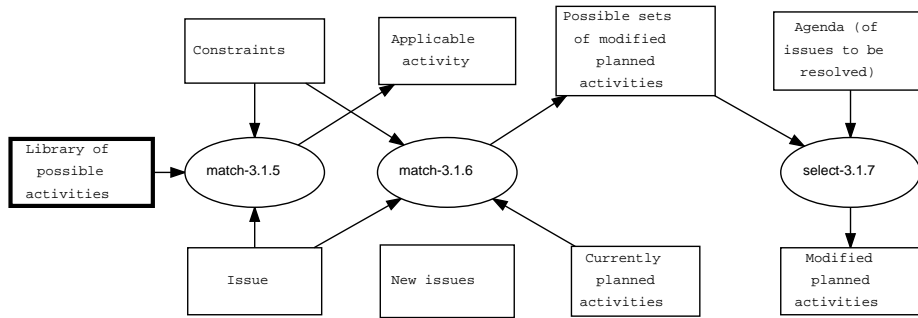 Constraints
Applicable
activity
Possible sets
of modified
planned
activities
Agenda (of
issues to be
resolved)
Library of
possible
activities
match-3.1.5
match-3.1.6
select-3.1.7
Issue
New issues
Currently
planned
activities
Modified
planned
activities